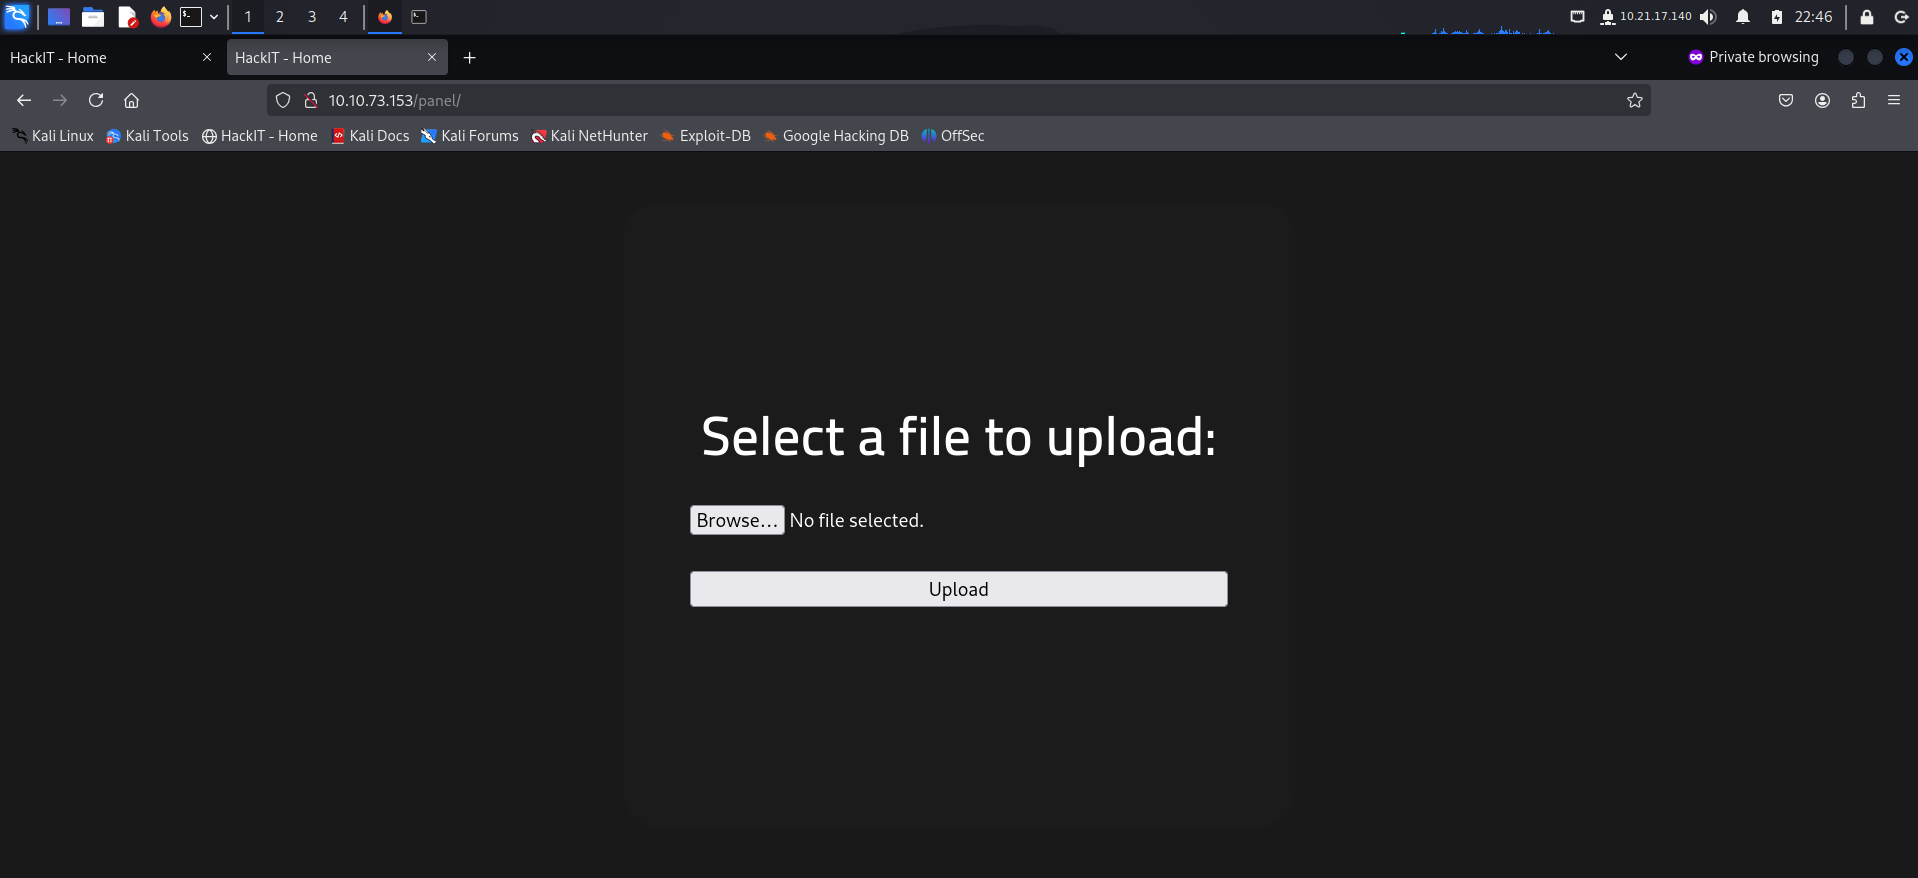 1 2 3 4 10.21.17.140 22:46
HackIT - Home HackIT - Home Private browsing
10.10.73.153/panel/
Kali Linux Kali Tools HackIT - Home Kali Docs Kali Forums Kali NetHunter Exploit-DB Google Hacking DB OffSec
Select a file to upload:
Browse... No file selected.
Upload